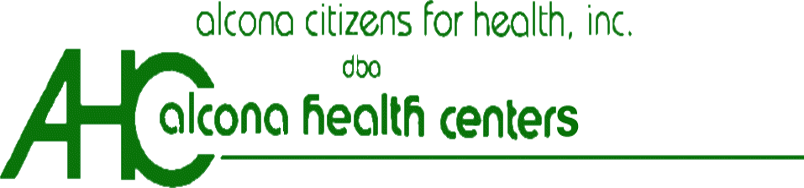 alcona citizens for health, inc.
dba
AHC alcona health centers